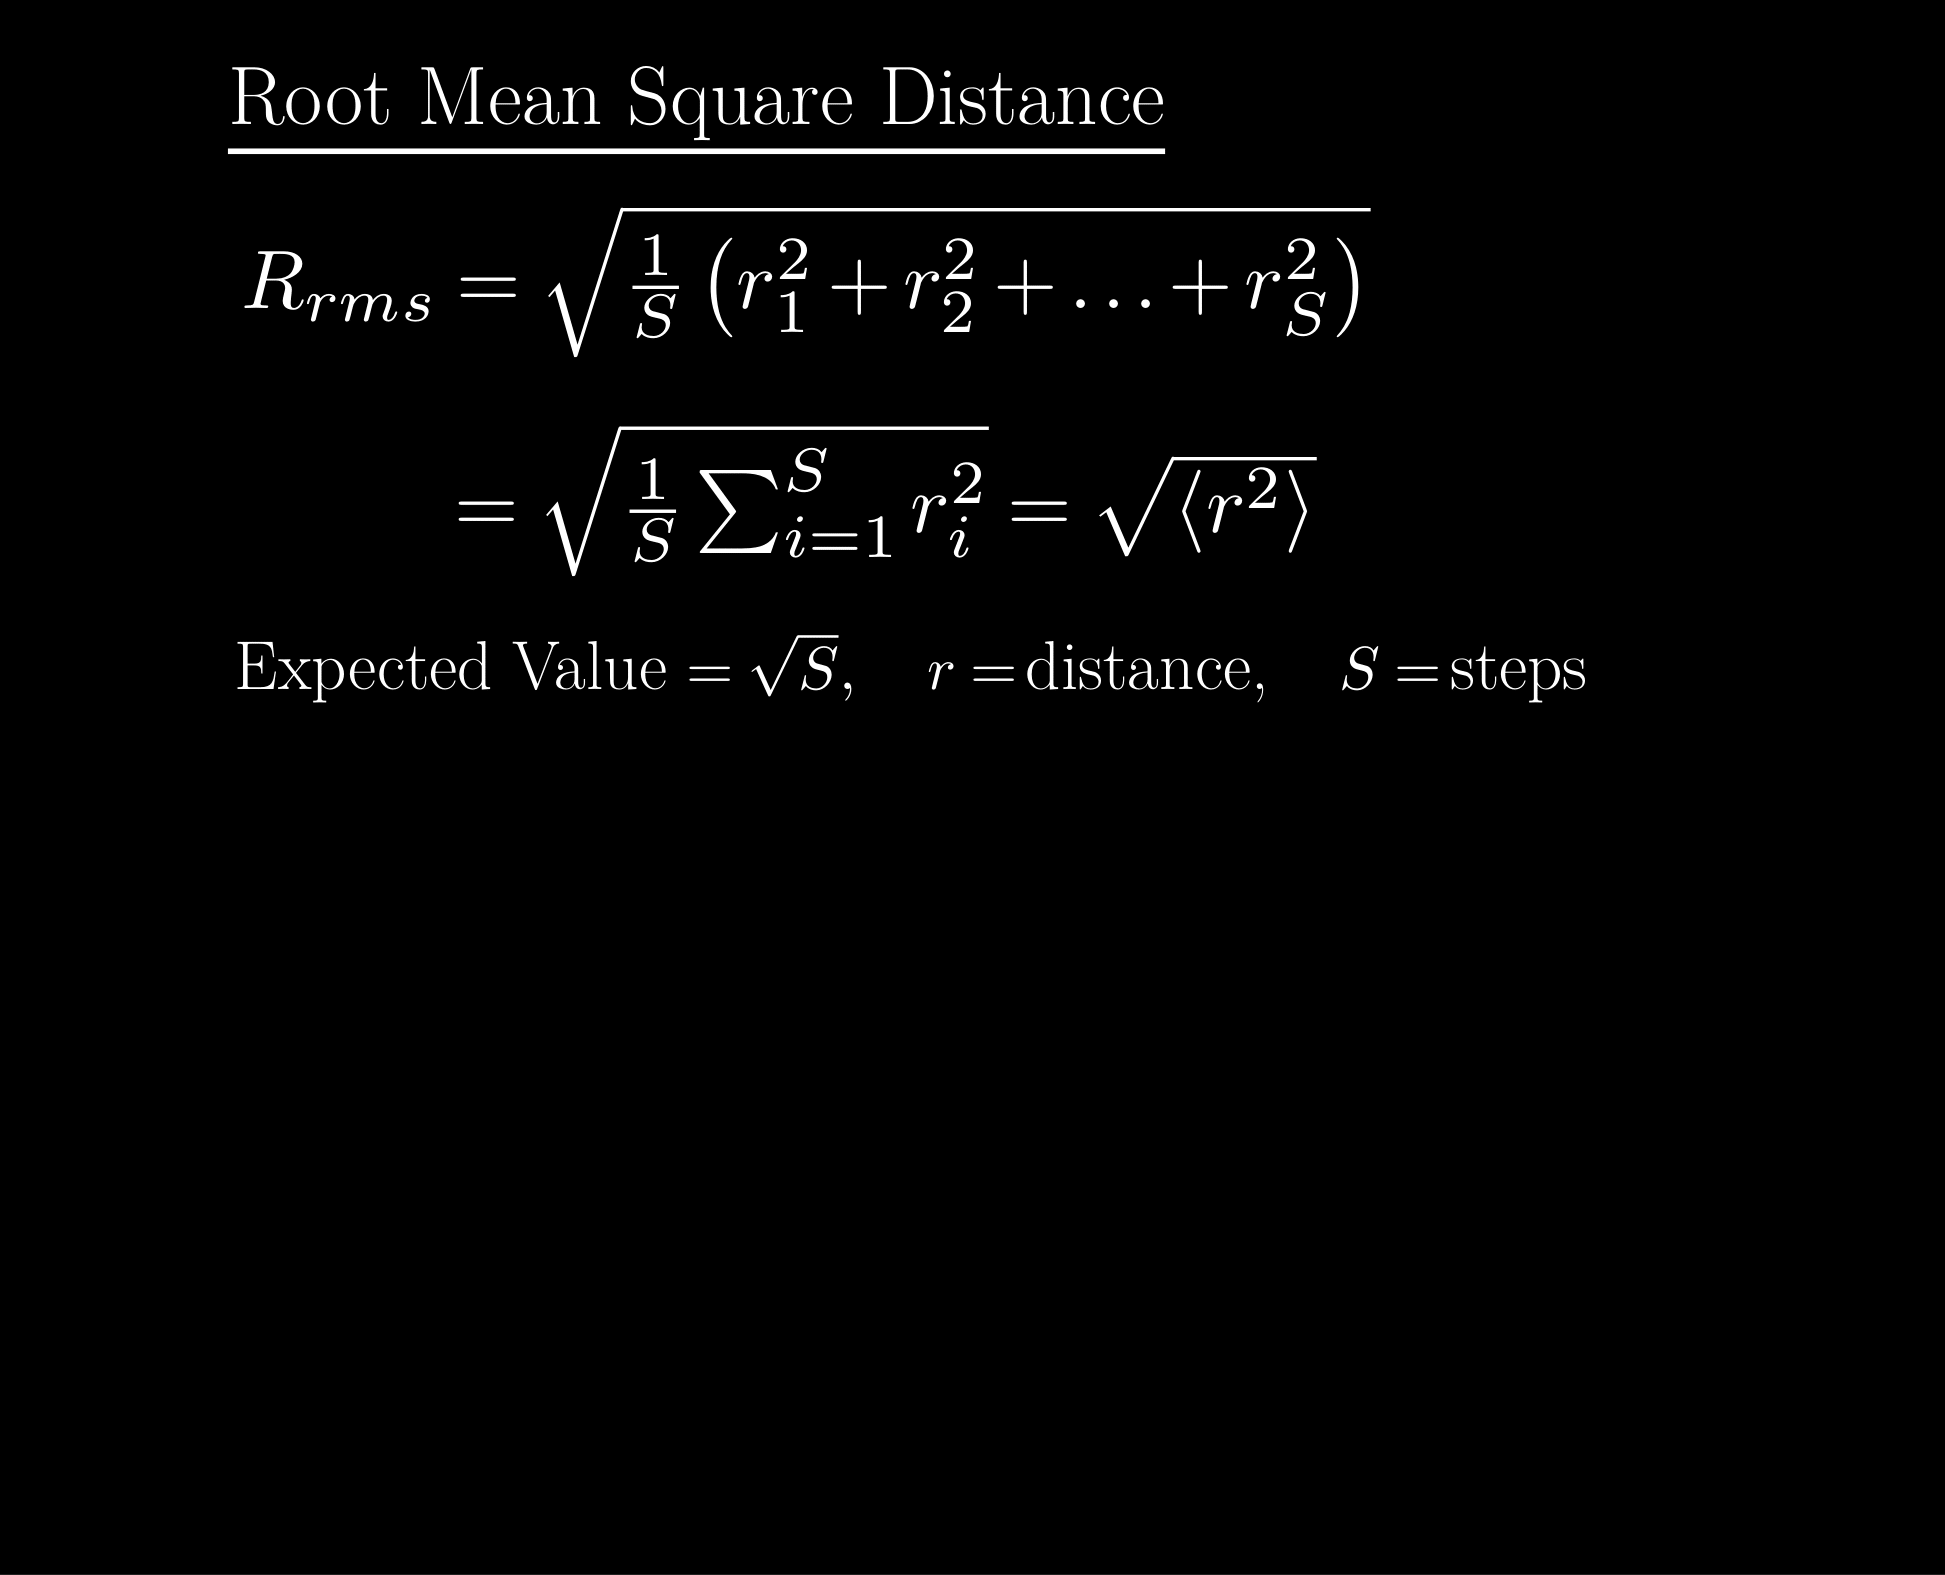 Root Mean Square Distance
R_{rms} = \sqrt{\frac{1}{S} \left( r_1^2 + r_2^2 + \ldots + r_S^2 \right)}
= \sqrt{\frac{1}{S} \sum_{i=1}^{S} r_i^2} = \sqrt{\langle r^2 \rangle}
Expected Value = \sqrt{S}, r = distance, S = steps